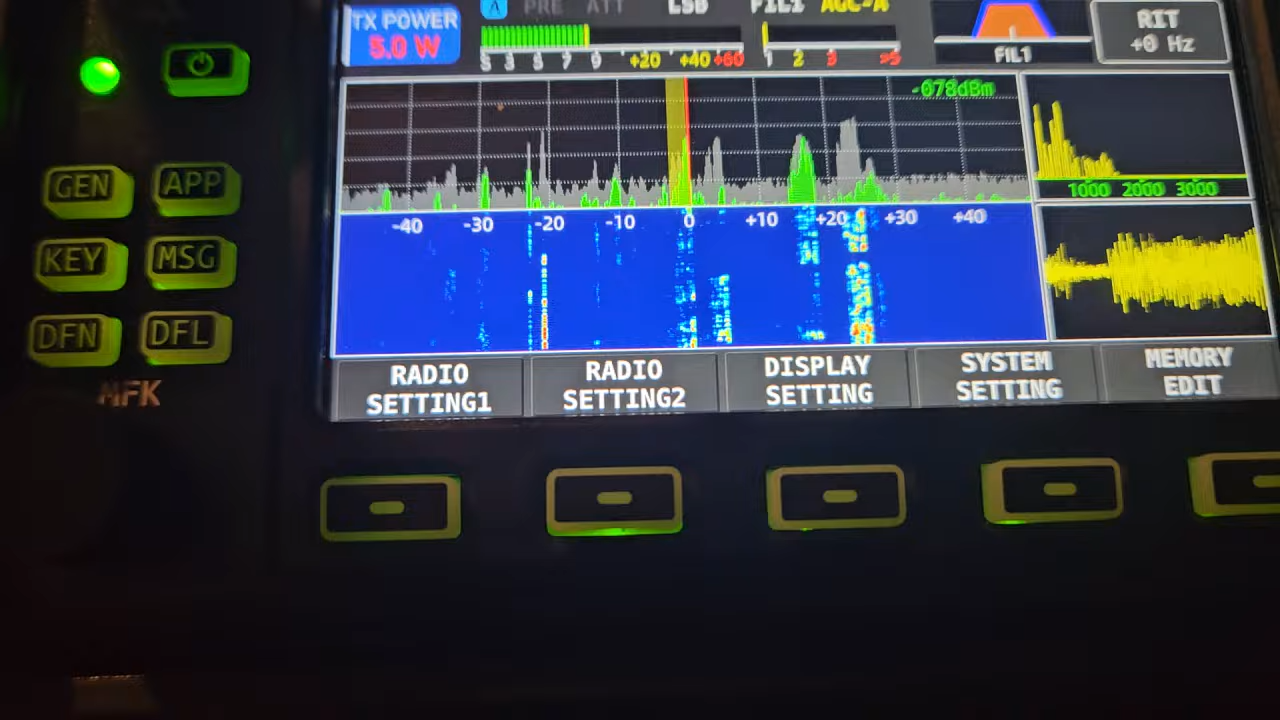 TX POWER
5.0 W
A
PRE
ATT
LSB
FIL1
AGC-A
S 3 5 7 9 +20 +40 +60
1 2 3 >5
FIL1
RIT
+0 Hz
-078dBm
1000 2000 3000
-40 -30 -20 -10 0 +10 +20 +30 +40
RADIO
SETTING1
RADIO
SETTING2
DISPLAY
SETTING
SYSTEM
SETTING
MEMORY
EDIT
GEN
APP
KEY
MSG
DFN
DFL
MFK